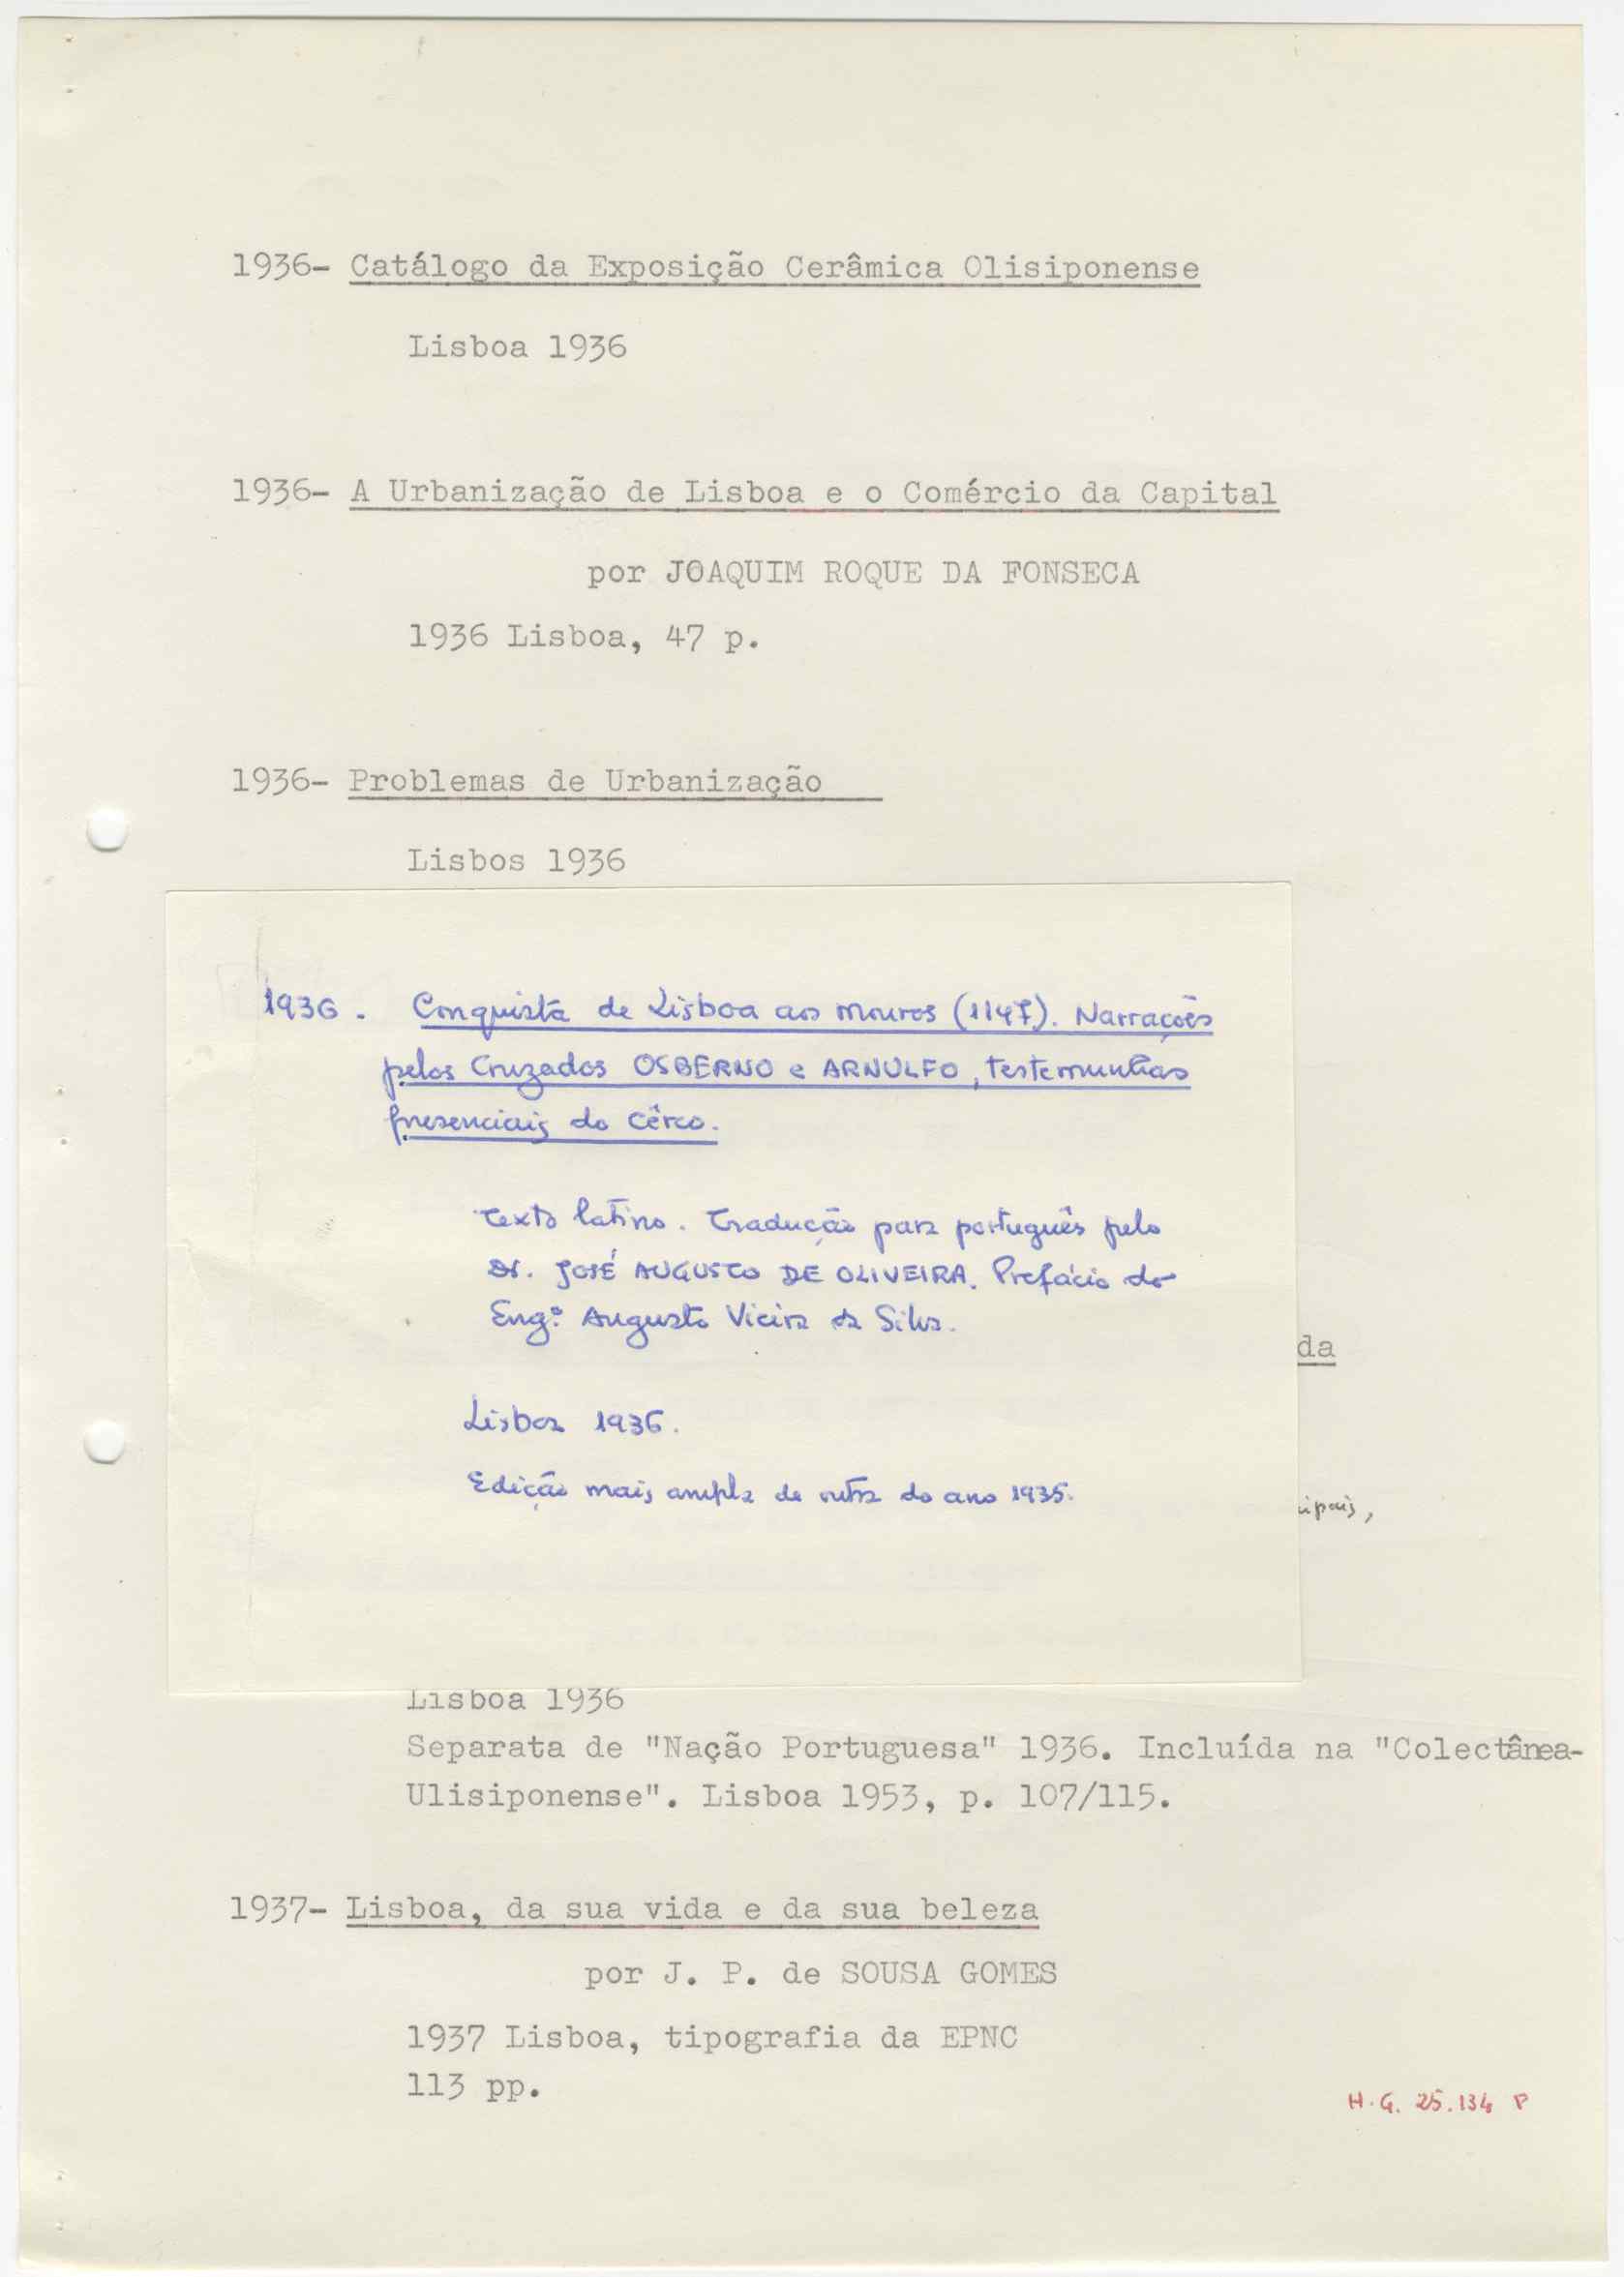 1936- Catálogo da Exposição Cerâmica Olisiponense
Lisboa 1936
1936- A Urbanização de Lisboa e o Comércio da Capital
por JOAQUIM ROQUE DA FONSECA
1936 Lisboa, 47 p.
1936- Problemas de Urbanização
Lisbos 1936
1936. Conquista de Lisboa aos mouros (1147). Narrações
pelos Cruzados OSBERNO e ARNULFO, testemunhas
presenciais do cêrco.
Texto latino. Tradução para português pelo
Dr. JOSÉ AUGUSTO DE OLIVEIRA. Prefácio do
Eng.º Augusto Vieira da Silva.
Lisboa 1936.
Edição mais ampla de outra do ano 1935.
da
ipais,
Lisboa 1936
Separata de "Nação Portuguesa" 1936. Incluída na "Colectânea-
Ulisiponense". Lisboa 1953, p. 107/115.
1937- Lisboa, da sua vida e da sua beleza
por J. P. de SOUSA GOMES
1937 Lisboa, tipografia da EPNC
113 pp.
H.G. 25.134 P